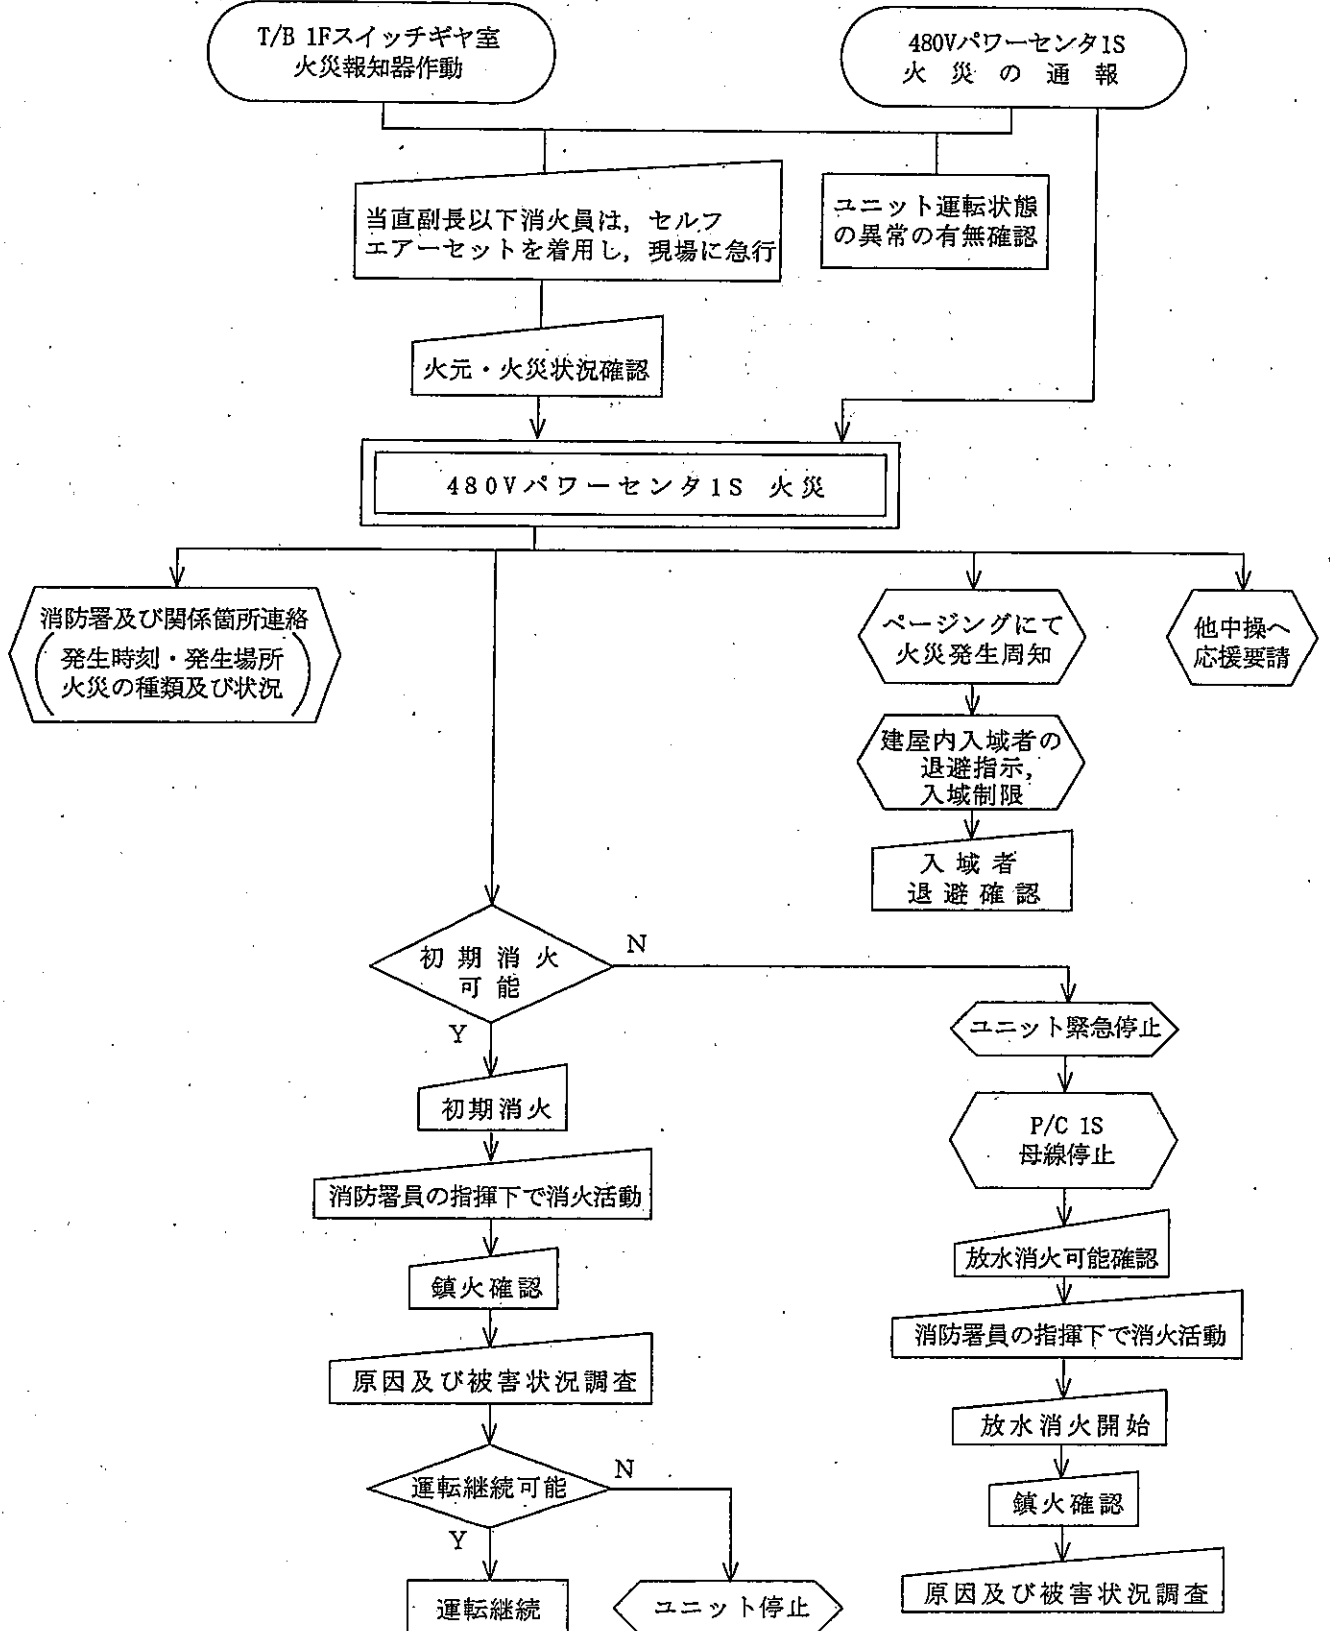 T/B 1Fスイッチギヤ室
火災報知器作動
480Vパワーセンタ1S
火災の通報
当直副長以下消火員は，セルフ
エアーセットを着用し，現場に急行
ユニット運転状態
の異常の有無確認
火元・火災状況確認
480Vパワーセンタ1S 火災
消防署及び関係箇所連絡
(発生時刻・発生場所
火災の種類及び状況)
ページングにて
火災発生周知
他中操へ
応援要請
建屋内入域者の
退避指示，
入域制限
入域者
退避確認
初期消火
可能
N
Y
ユニット緊急停止
初期消火
P/C 1S
母線停止
消防署員の指揮下で消火活動
放水消火可能確認
鎮火確認
消防署員の指揮下で消火活動
原因及び被害状況調査
放水消火開始
運転継続可能
N
Y
鎮火確認
運転継続
ユニット停止
原因及び被害状況調査